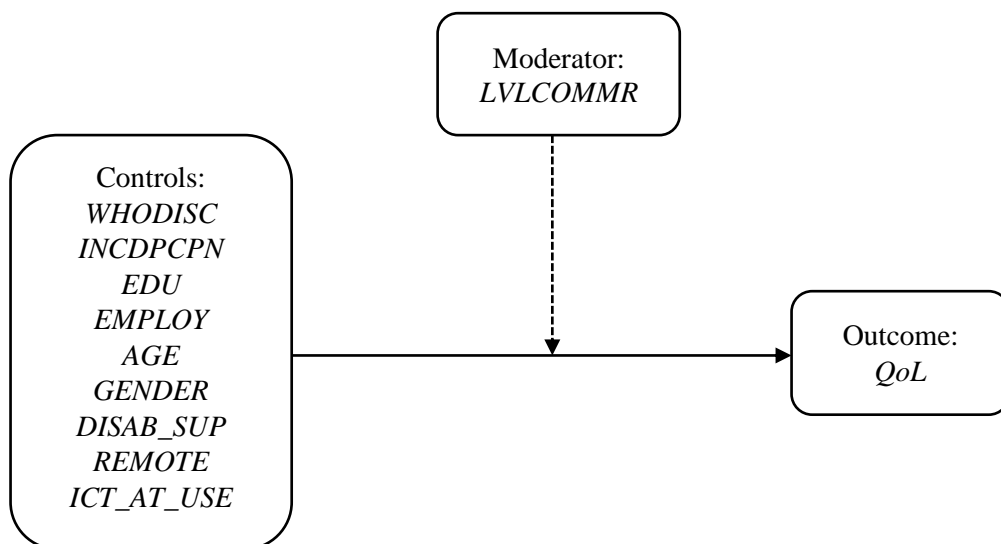 Moderator:
LVLCOMMR
Controls:
WHODISC
INCDPCPN
EDU
EMPLOY
AGE
GENDER
DISAB_SUP
REMOTE
ICT_AT_USE
Outcome:
QoL